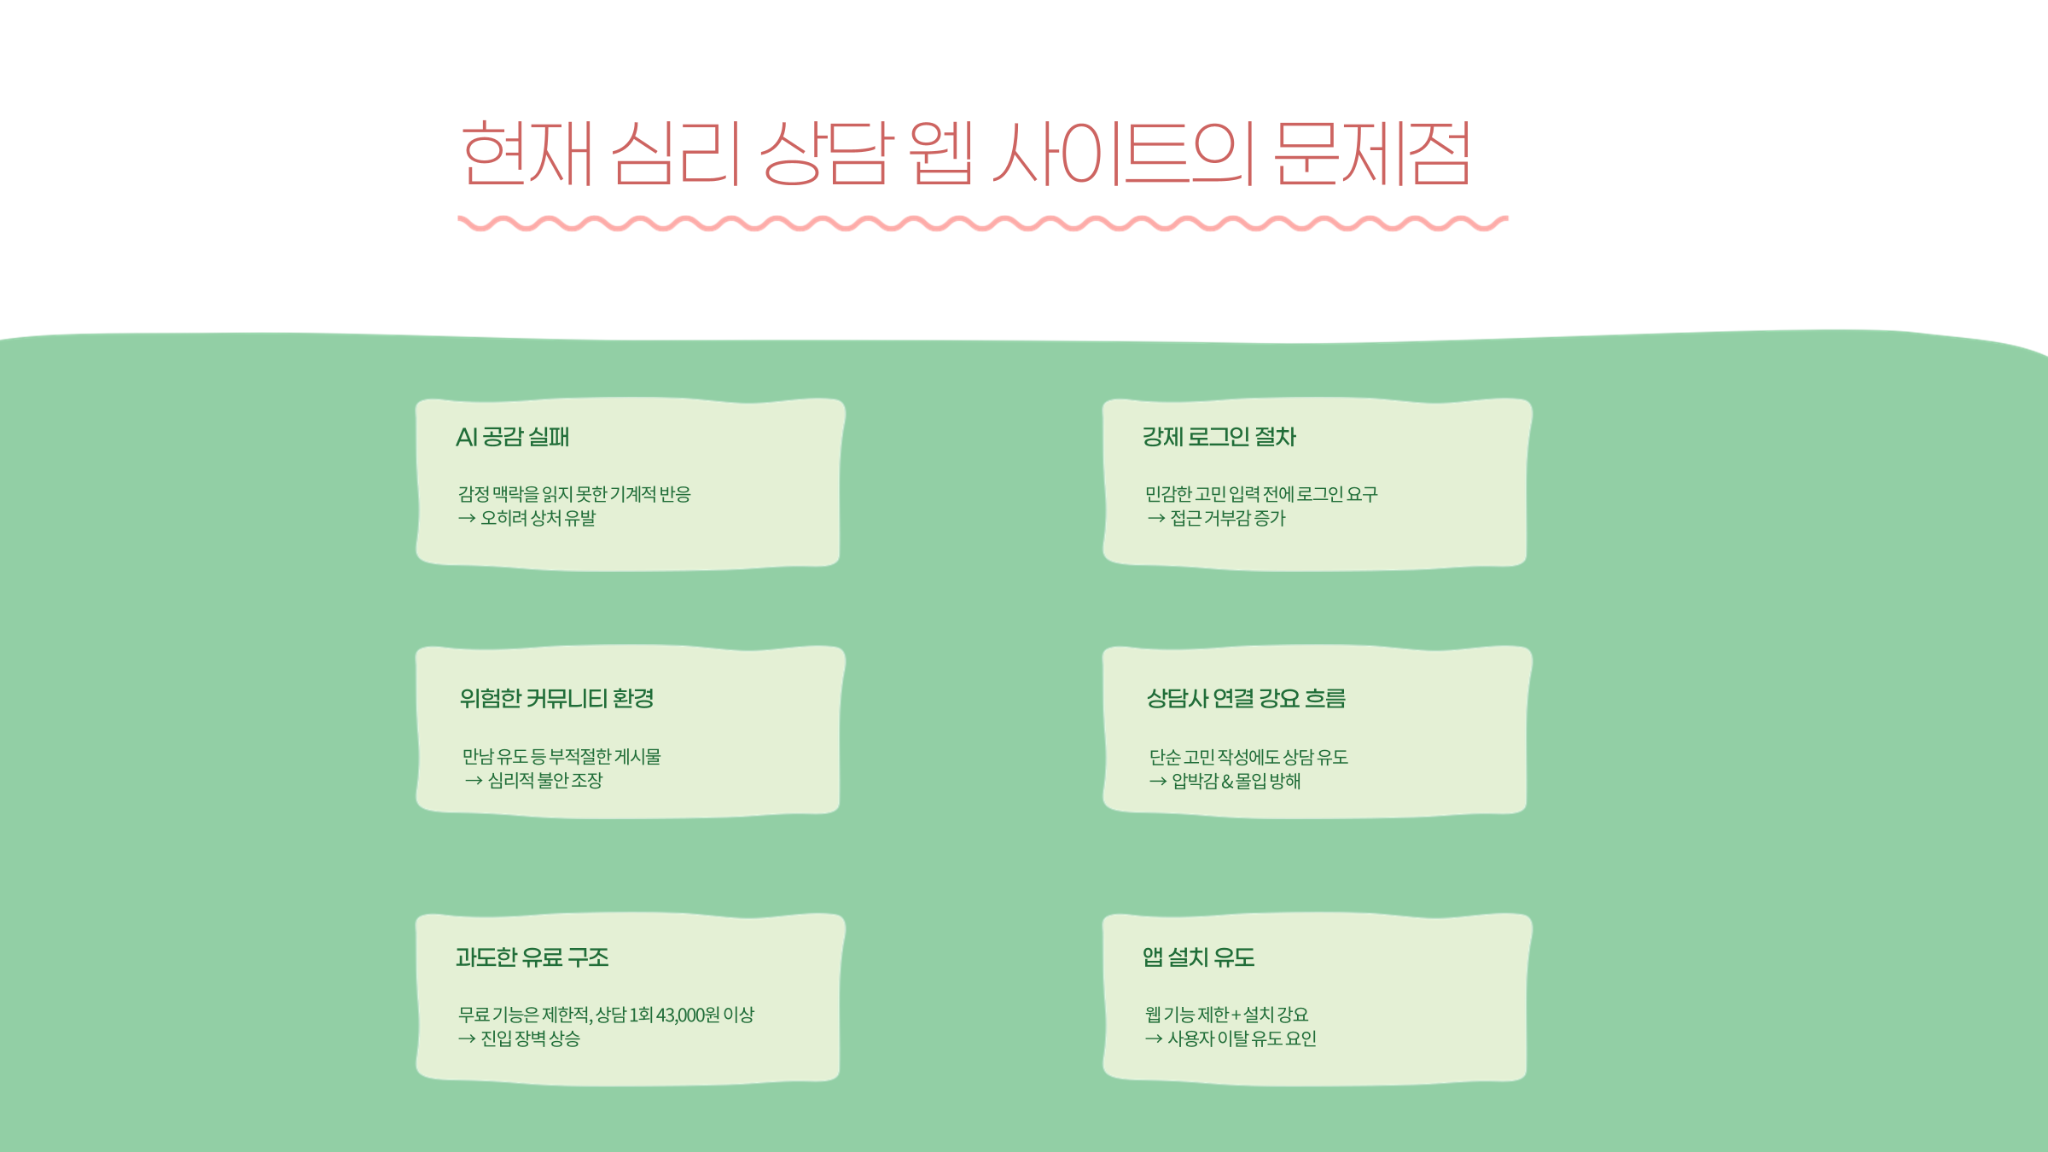 현재 심리 상담 웹 사이트의 문제점
AI 공감 실패
감정 맥락을 읽지 못한 기계적 반응
→ 오히려 상처 유발
강제 로그인 절차
민감한 고민 입력 전에 로그인 요구
→ 접근 거부감 증가
위험한 커뮤니티 환경
만남 유도 등 부적절한 게시물
→ 심리적 불안 조장
상담사 연결 강요 흐름
단순 고민 작성에도 상담 유도
→ 압박감 & 몰입 방해
과도한 유료 구조
무료 기능은 제한적, 상담 1회 43,000원 이상
→ 진입 장벽 상승
앱 설치 유도
웹 기능 제한 + 설치 강요
→ 사용자 이탈 유도 요인